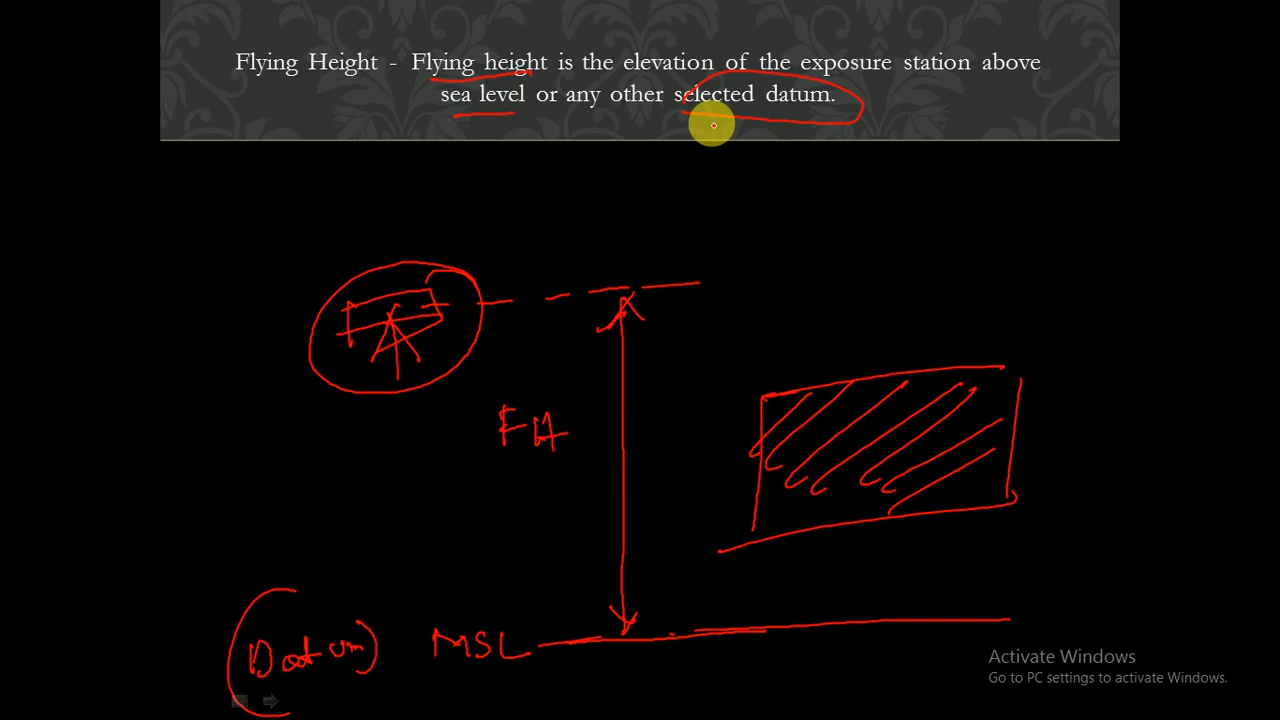 Flying Height - Flying height is the elevation of the exposure station above
sea level or any other selected datum.
FH
(Datum) MSL
Activate Windows
Go to PC settings to activate Windows.